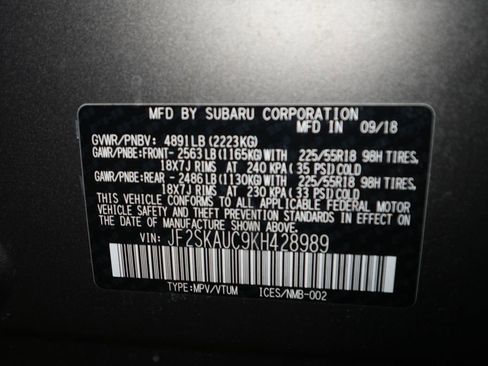 MFD BY SUBARU CORPORATION
MFD IN 09/18
GVWR/PNBV: 4891LB(2223KG)
GAWR/PNBE:FRONT-2563LB(1165KG)WITH 225/55R18 98H TIRES,
18X7J RIMS AT 240 KPA(35 PSI)COLD
GAWR/PNBE:REAR -2486LB(1130KG)WITH 225/55R18 98H TIRES,
18X7J RIMS AT 230 KPA(33 PSI)COLD
THIS VEHICLE CONFORMS TO ALL APPLICABLE FEDERAL MOTOR
VEHICLE SAFETY AND THEFT PREVENTION STANDARDS IN EFFECT ON
THE DATE OF MANUFACTURE SHOWN ABOVE.
VIN: JF2SKAUC9KH428989
TYPE:MPV/VTUM ICES/NMB-002